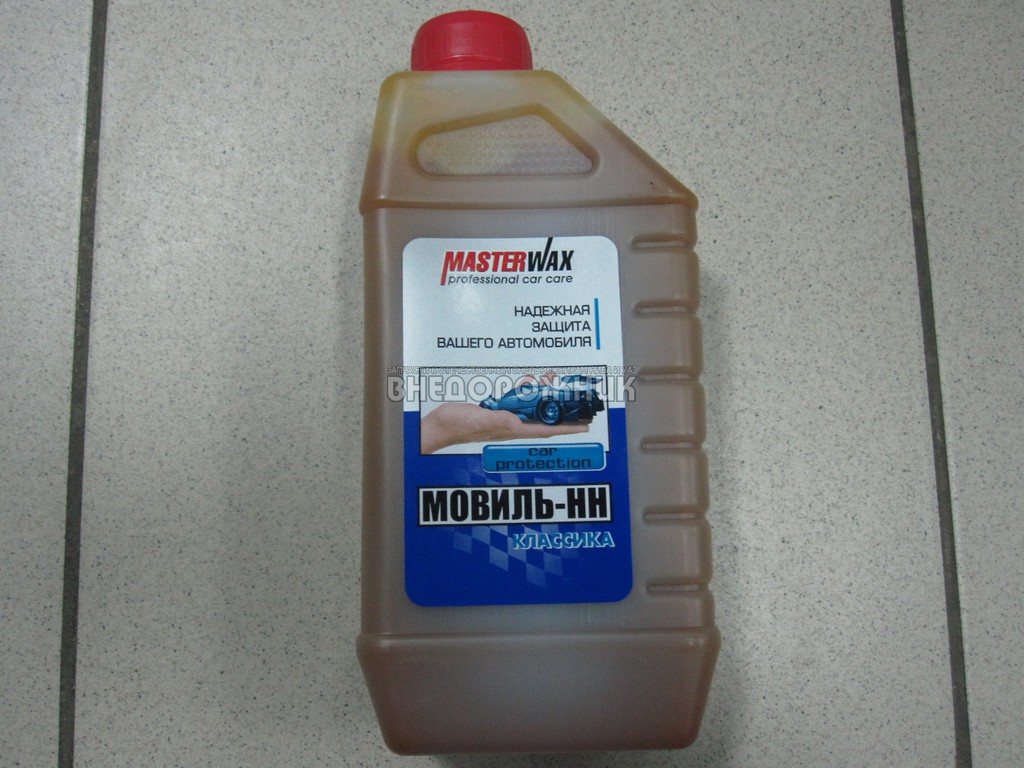 MASTERWAX
professional car care
НАДЕЖНАЯ
ЗАЩИТА
ВАШЕГО АВТОМОБИЛЯ
ВНЕДОРОЖНИК
car
protection
МОВИЛЬ-НН
КЛАССИКА